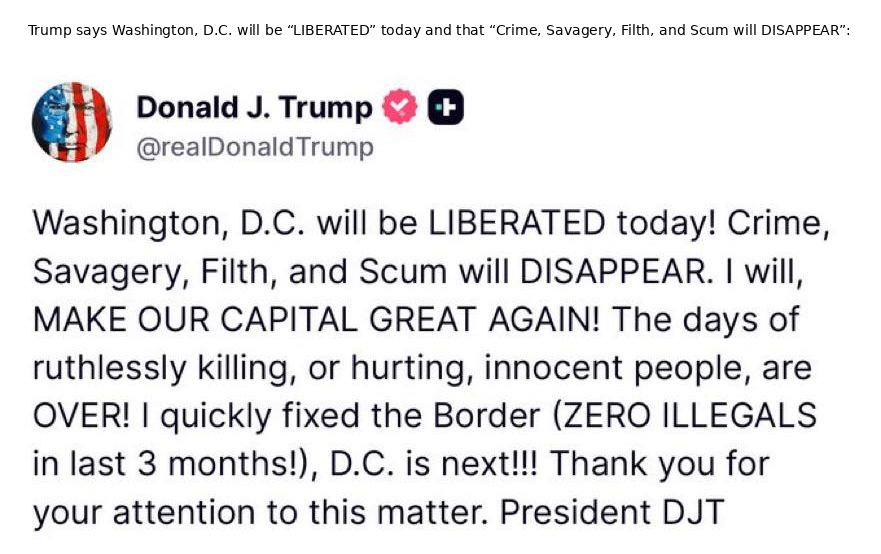 Trump says Washington, D.C. will be “LIBERATED” today and that “Crime, Savagery, Filth, and Scum will DISAPPEAR”:
Donald J. Trump
@realDonaldTrump
Washington, D.C. will be LIBERATED today! Crime,
Savagery, Filth, and Scum will DISAPPEAR. I will,
MAKE OUR CAPITAL GREAT AGAIN! The days of
ruthlessly killing, or hurting, innocent people, are
OVER! I quickly fixed the Border (ZERO ILLEGALS
in last 3 months!), D.C. is next!!! Thank you for
your attention to this matter. President DJT